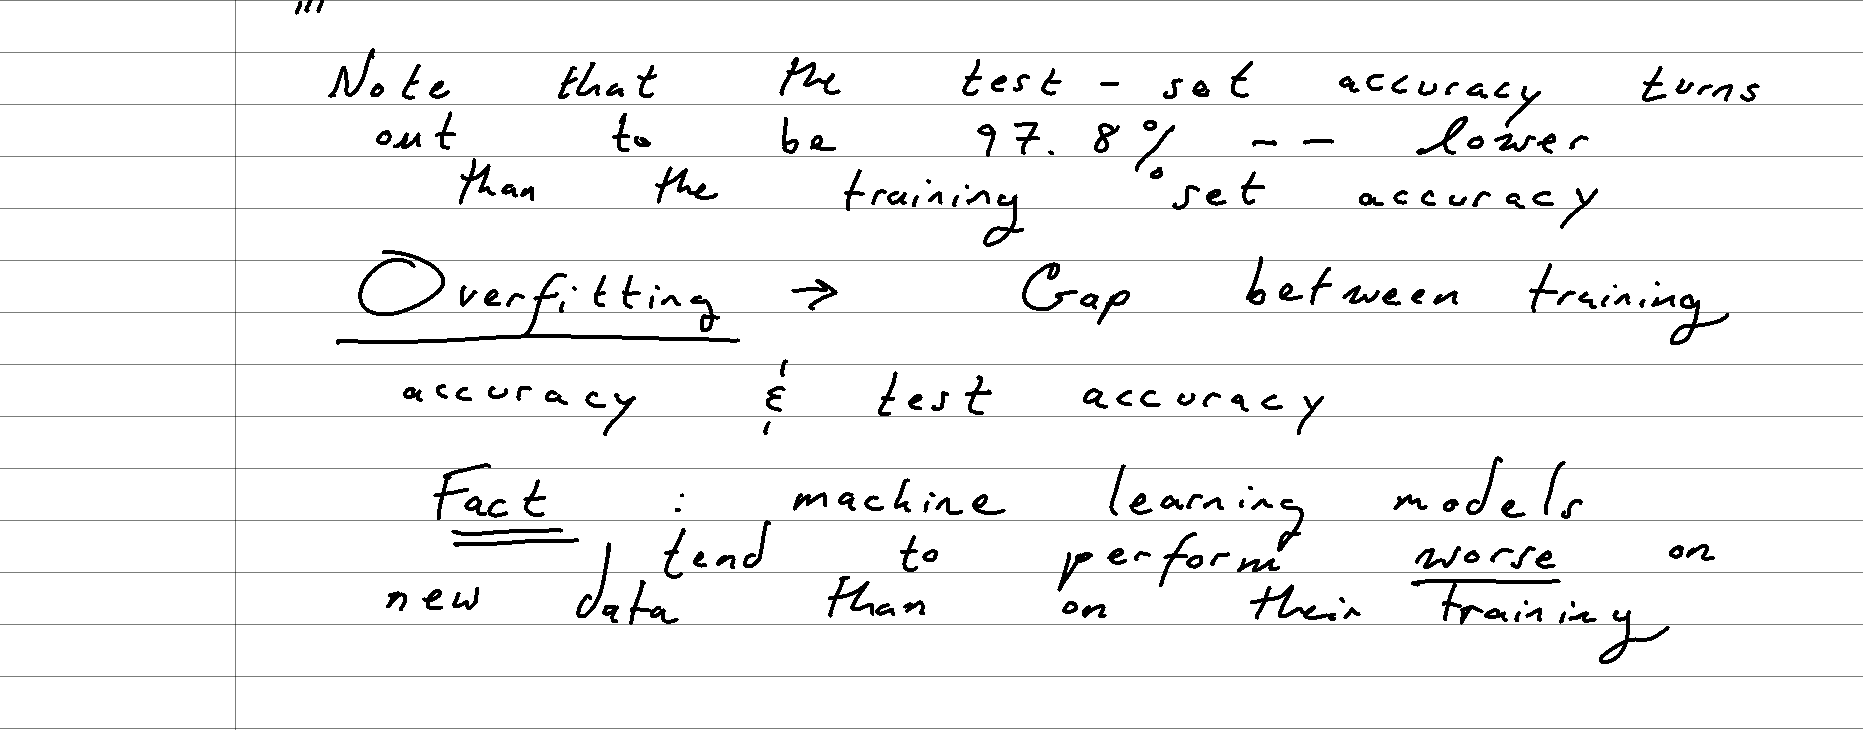 Note that the test - set accuracy turns
out to be 97.8% -- lower
than the training set accuracy
Overfitting → Gap between training
accuracy & test accuracy
Fact : machine learning models
tend to perform worse on
new data than on their training